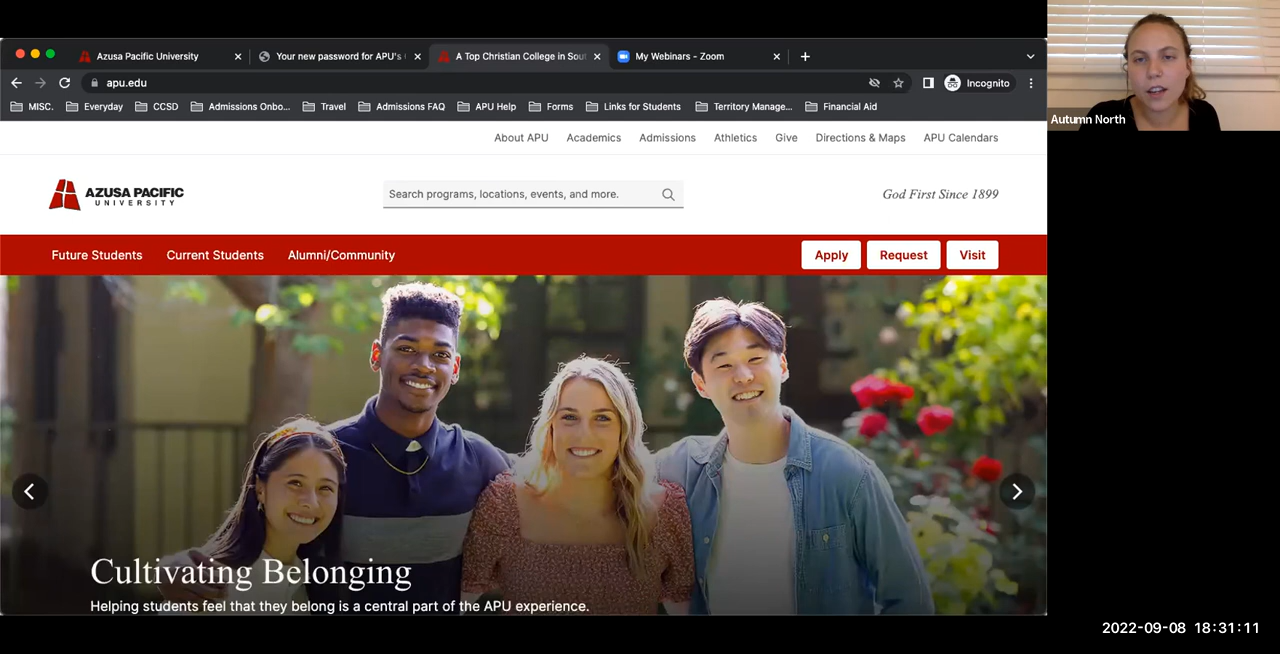 Azusa Pacific University
Your new password for APU's
A Top Christian College in Sout
My Webinars - Zoom
apu.edu
Incognito
MISC.
Everyday
CCSD
Admissions Onbo...
Travel
Admissions FAQ
APU Help
Forms
Links for Students
Territory Manage...
Financial Aid
Autumn North
About APU
Academics
Admissions
Athletics
Give
Directions & Maps
APU Calendars
AZUSA PACIFIC
UNIVERSITY
Search programs, locations, events, and more.
God First Since 1899
Future Students
Current Students
Alumni/Community
Apply
Request
Visit
Cultivating Belonging
Helping students feel that they belong is a central part of the APU experience.
2022-09-08 18:31:11